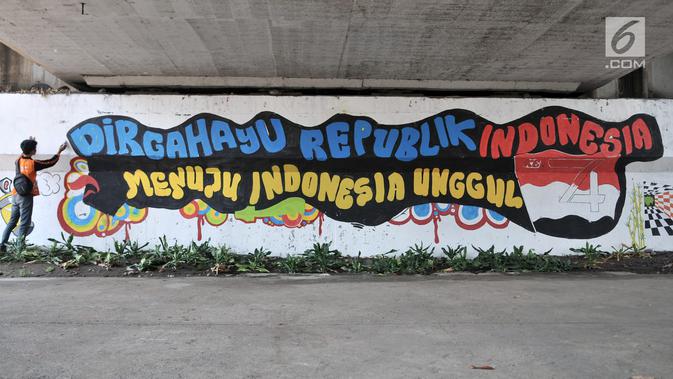 DIRGAHAYU REPUBLIK INDONESIA
MENUJU INDONESIA UNGGUL
74
6
.COM